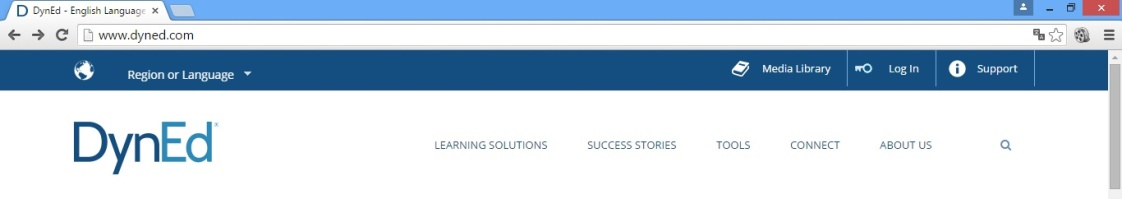 DynEd - English Language
www.dyned.com
Region or Language Media Library Log In Support
DynEd®
LEARNING SOLUTIONS SUCCESS STORIES TOOLS CONNECT ABOUT US